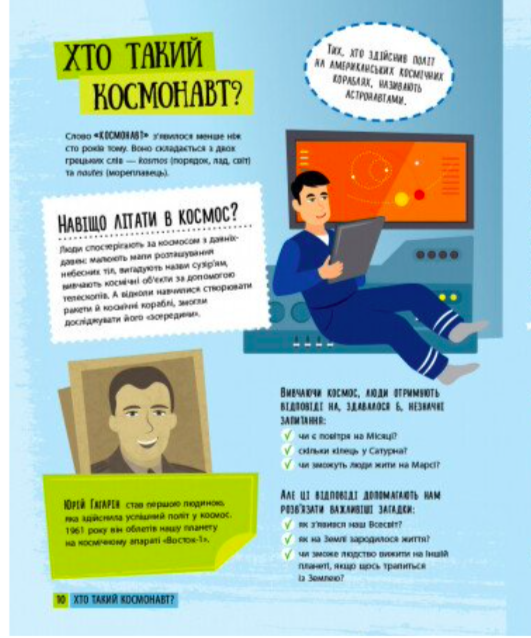 ХТО ТАКИЙ
КОСМОНАВТ?
Слово «КОСМОНАВТ» з'явилося менше ніж
сто років тому. Воно складається з двох
грецьких слів — kosmos (порядок, лад, світ)
та nautes (мореплавець).
Тих, хто здійснив політ
на американських космічних
кораблях, називають
астронавтами.
НАВІЩО ЛІТАТИ В КОСМОС?
Люди спостерігають за космосом з давніх-
давен: малюють мапи розташування
небесних тіл, вигадують назви сузір'ям,
вивчають космічні об'єкти за допомогою
телескопів. А відколи навчилися створювати
ракети й космічні кораблі, змогли
досліджувати його «зсередини».
ЮРІЙ ГАГАРІН став першою людиною,
яка здійснила успішний політ у космос.
1961 року він облетів нашу планету
на космічному апараті «Восток-1».
Вивчаючи космос, люди отримують
відповіді на, здавалося б, незначні
запитання:
чи є повітря на Місяці?
скільки кілець у Сатурна?
чи зможуть люди жити на Марсі?
Але ці відповіді допомагають нам
розв'язати важливіші загадки:
як з'явився наш Всесвіт?
як на Землі зародилося життя?
чи зможе людство вижити на іншій
планеті, якщо щось трапиться
із Землею?
10 ХТО ТАКИЙ КОСМОНАВТ?